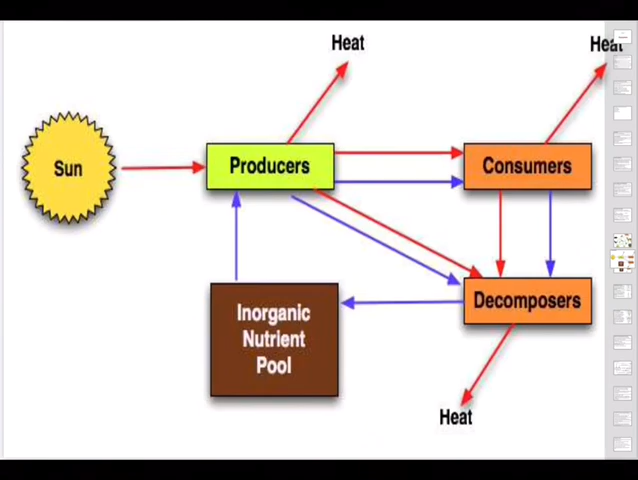 Heat
Heat
Sun
Producers
Consumers
Inorganic
Nutrient
Pool
Decomposers
Heat